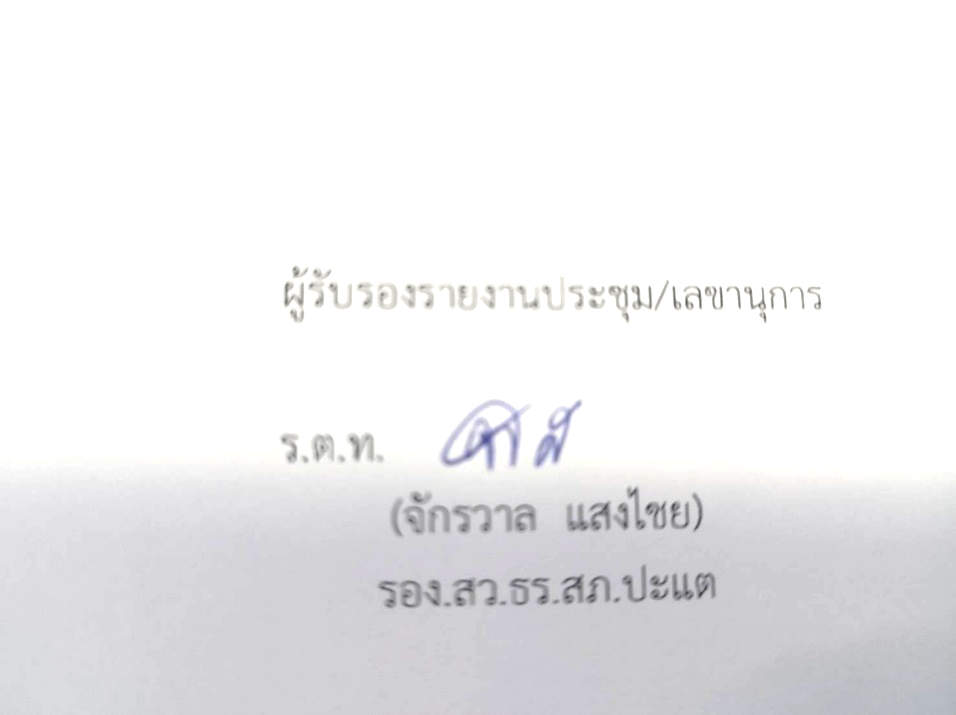 ผู้รับรองรายงานประชุม/เลขานุการ
ร.ต.ท.
(จักรวาล แสงไชย)
รอง.สว.ธร.สภ.ปะแต